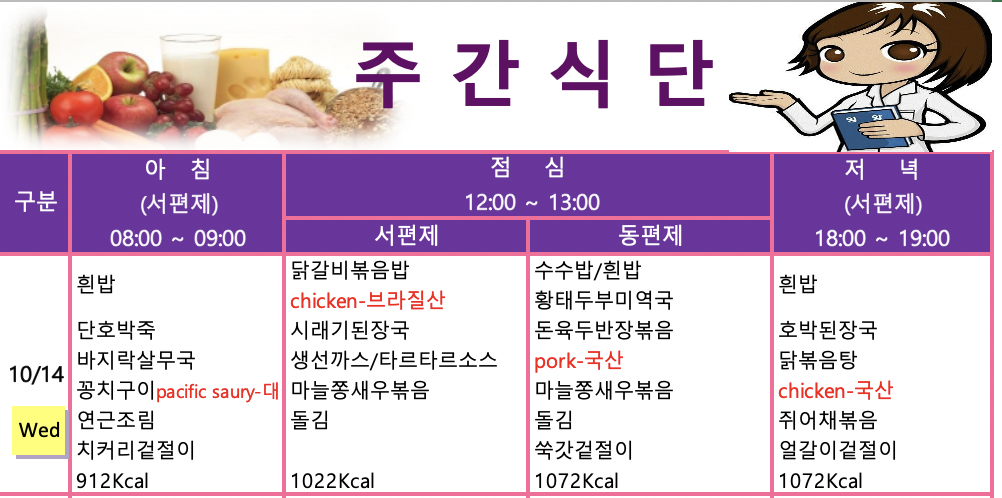 주간식단
구분
아 침
(서편제)
08:00 ~ 09:00
점 심
12:00 ~ 13:00
서편제
동편제
저 녁
(서편제)
18:00 ~ 19:00
10/14
Wed
흰밥
단호박죽
바지락살무국
꽁치구이pacific saury-대
연근조림
치커리겉절이
912Kcal
닭갈비볶음밥
chicken-브라질산
시래기된장국
생선까스/타르타르소스
마늘쫑새우볶음
돌김
1022Kcal
수수밥/흰밥
황태두부미역국
돈육두반장볶음
pork-국산
마늘쫑새우볶음
돌김
쑥갓겉절이
1072Kcal
흰밥
호박된장국
닭볶음탕
chicken-국산
쥐어채볶음
얼갈이겉절이
1072Kcal